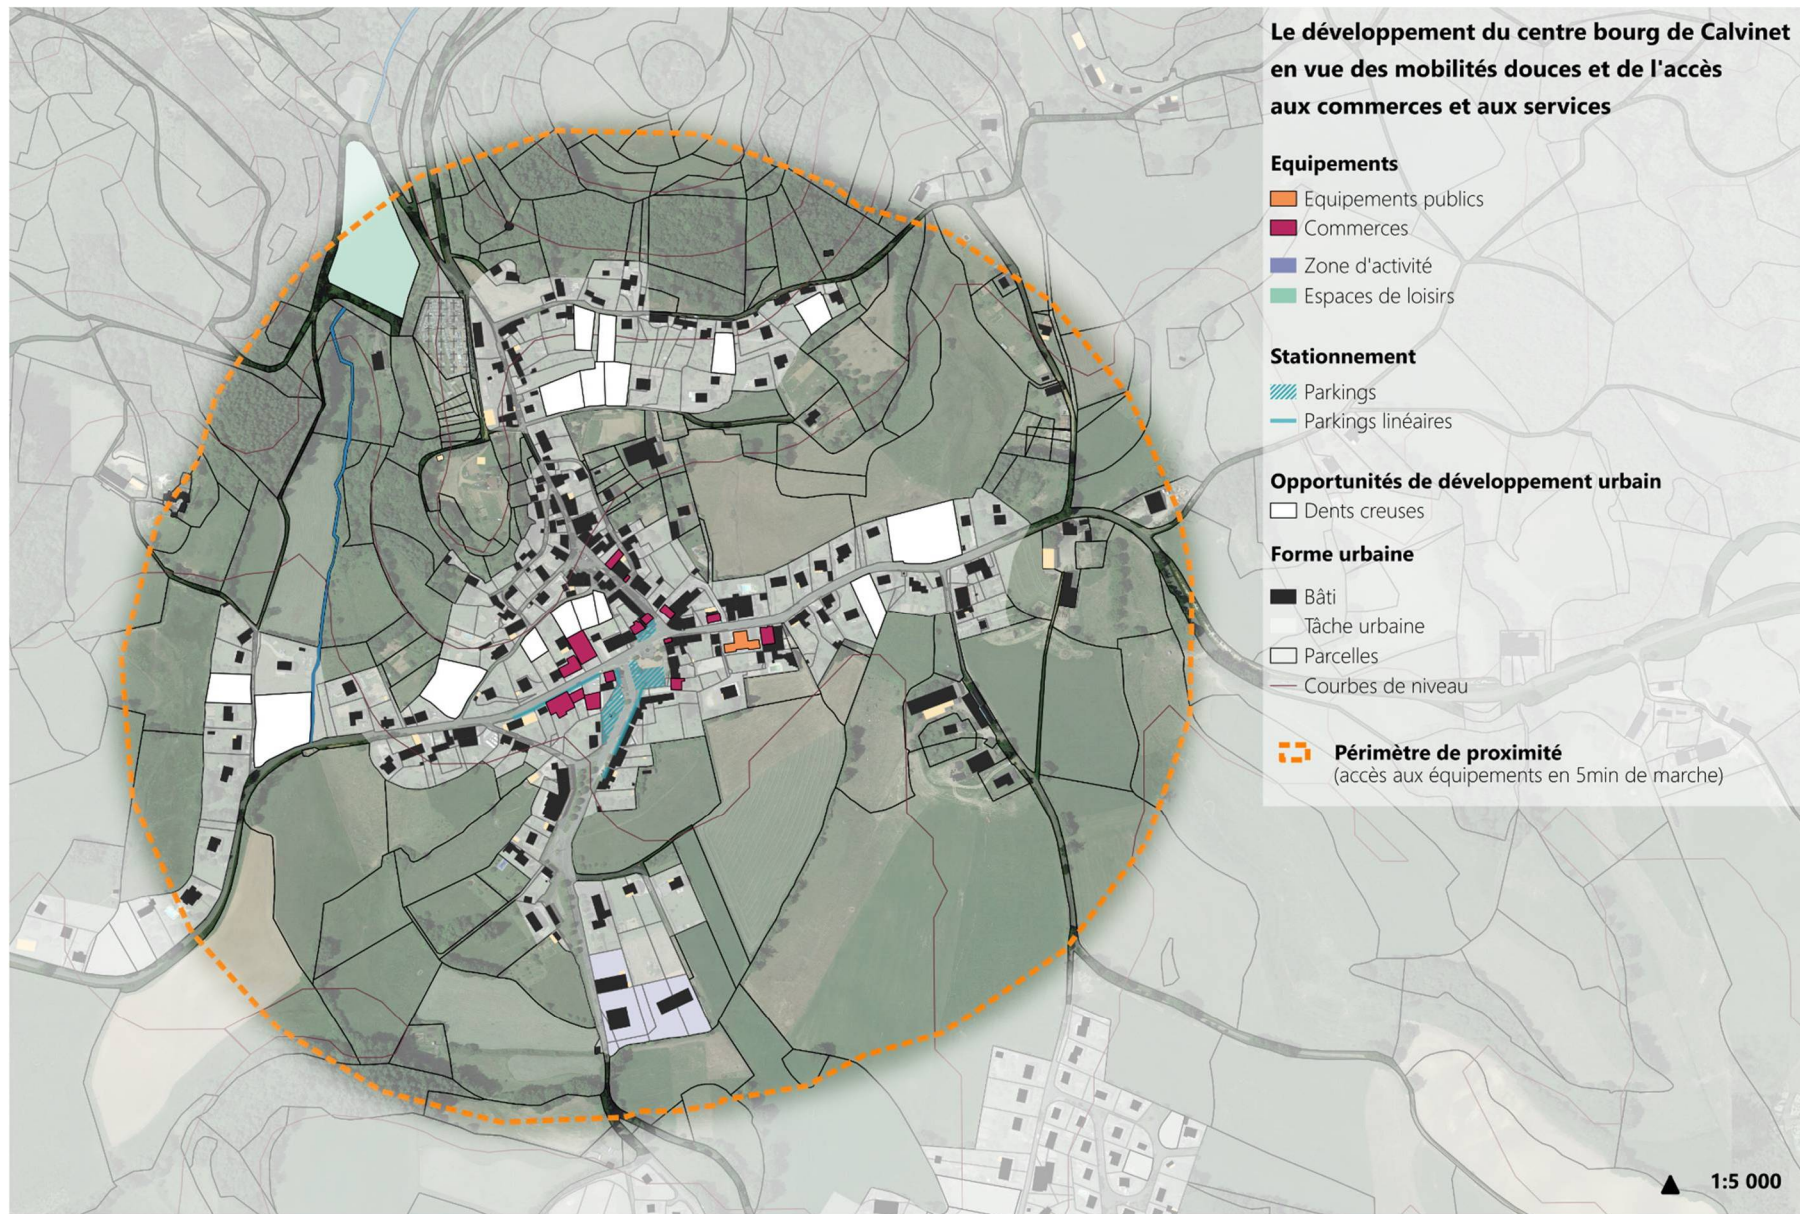 Le développement du centre bourg de Calvinet
en vue des mobilités douces et de l'accès
aux commerces et aux services
Equipements
Equipements publics
Commerces
Zone d'activité
Espaces de loisirs
Stationnement
Parkings
Parkings linéaires
Opportunités de développement urbain
Dents creuses
Forme urbaine
Bâti
Tâche urbaine
Parcelles
Courbes de niveau
Périmètre de proximité
(accès aux équipements en 5min de marche)
1:5 000